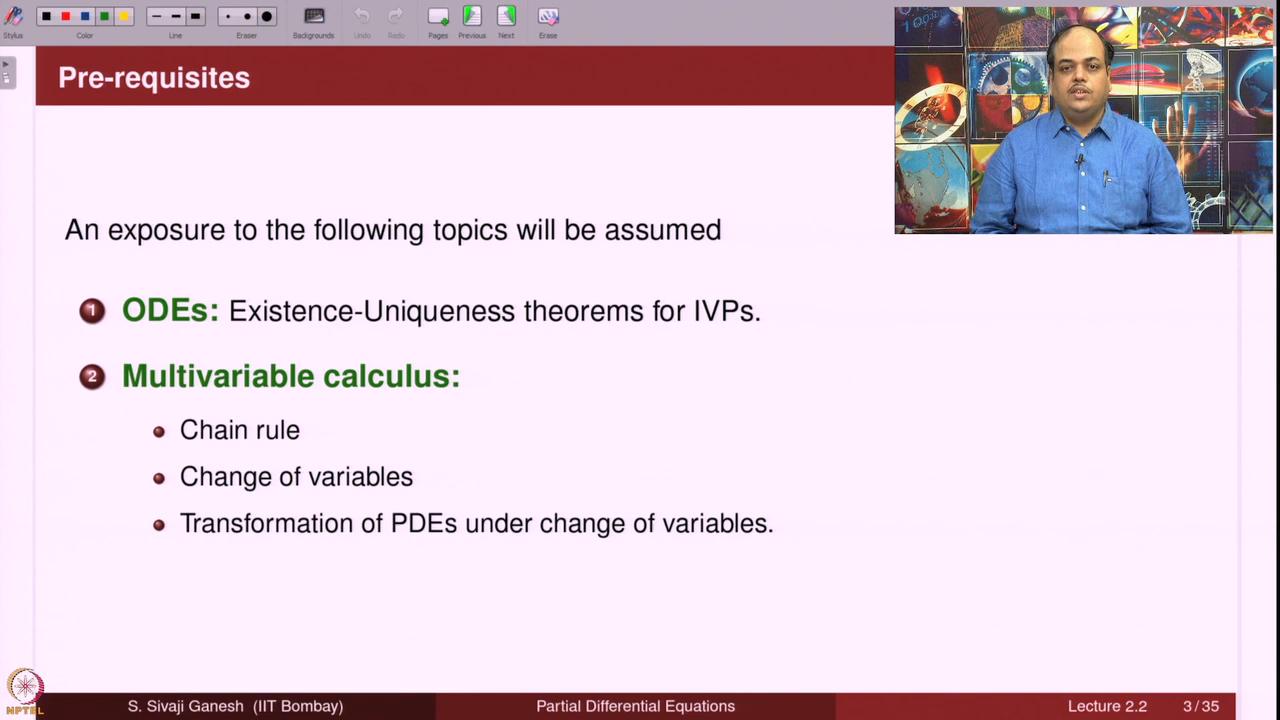 Stylus Color Line Eraser Backgrounds Undo Redo Pages Previous Next Erase
Pre-requisites
An exposure to the following topics will be assumed
1 ODEs: Existence-Uniqueness theorems for IVPs.
2 Multivariable calculus:
Chain rule
Change of variables
Transformation of PDEs under change of variables.
NPTEL
S. Sivaji Ganesh (IIT Bombay) Partial Differential Equations Lecture 2.2 3 / 35